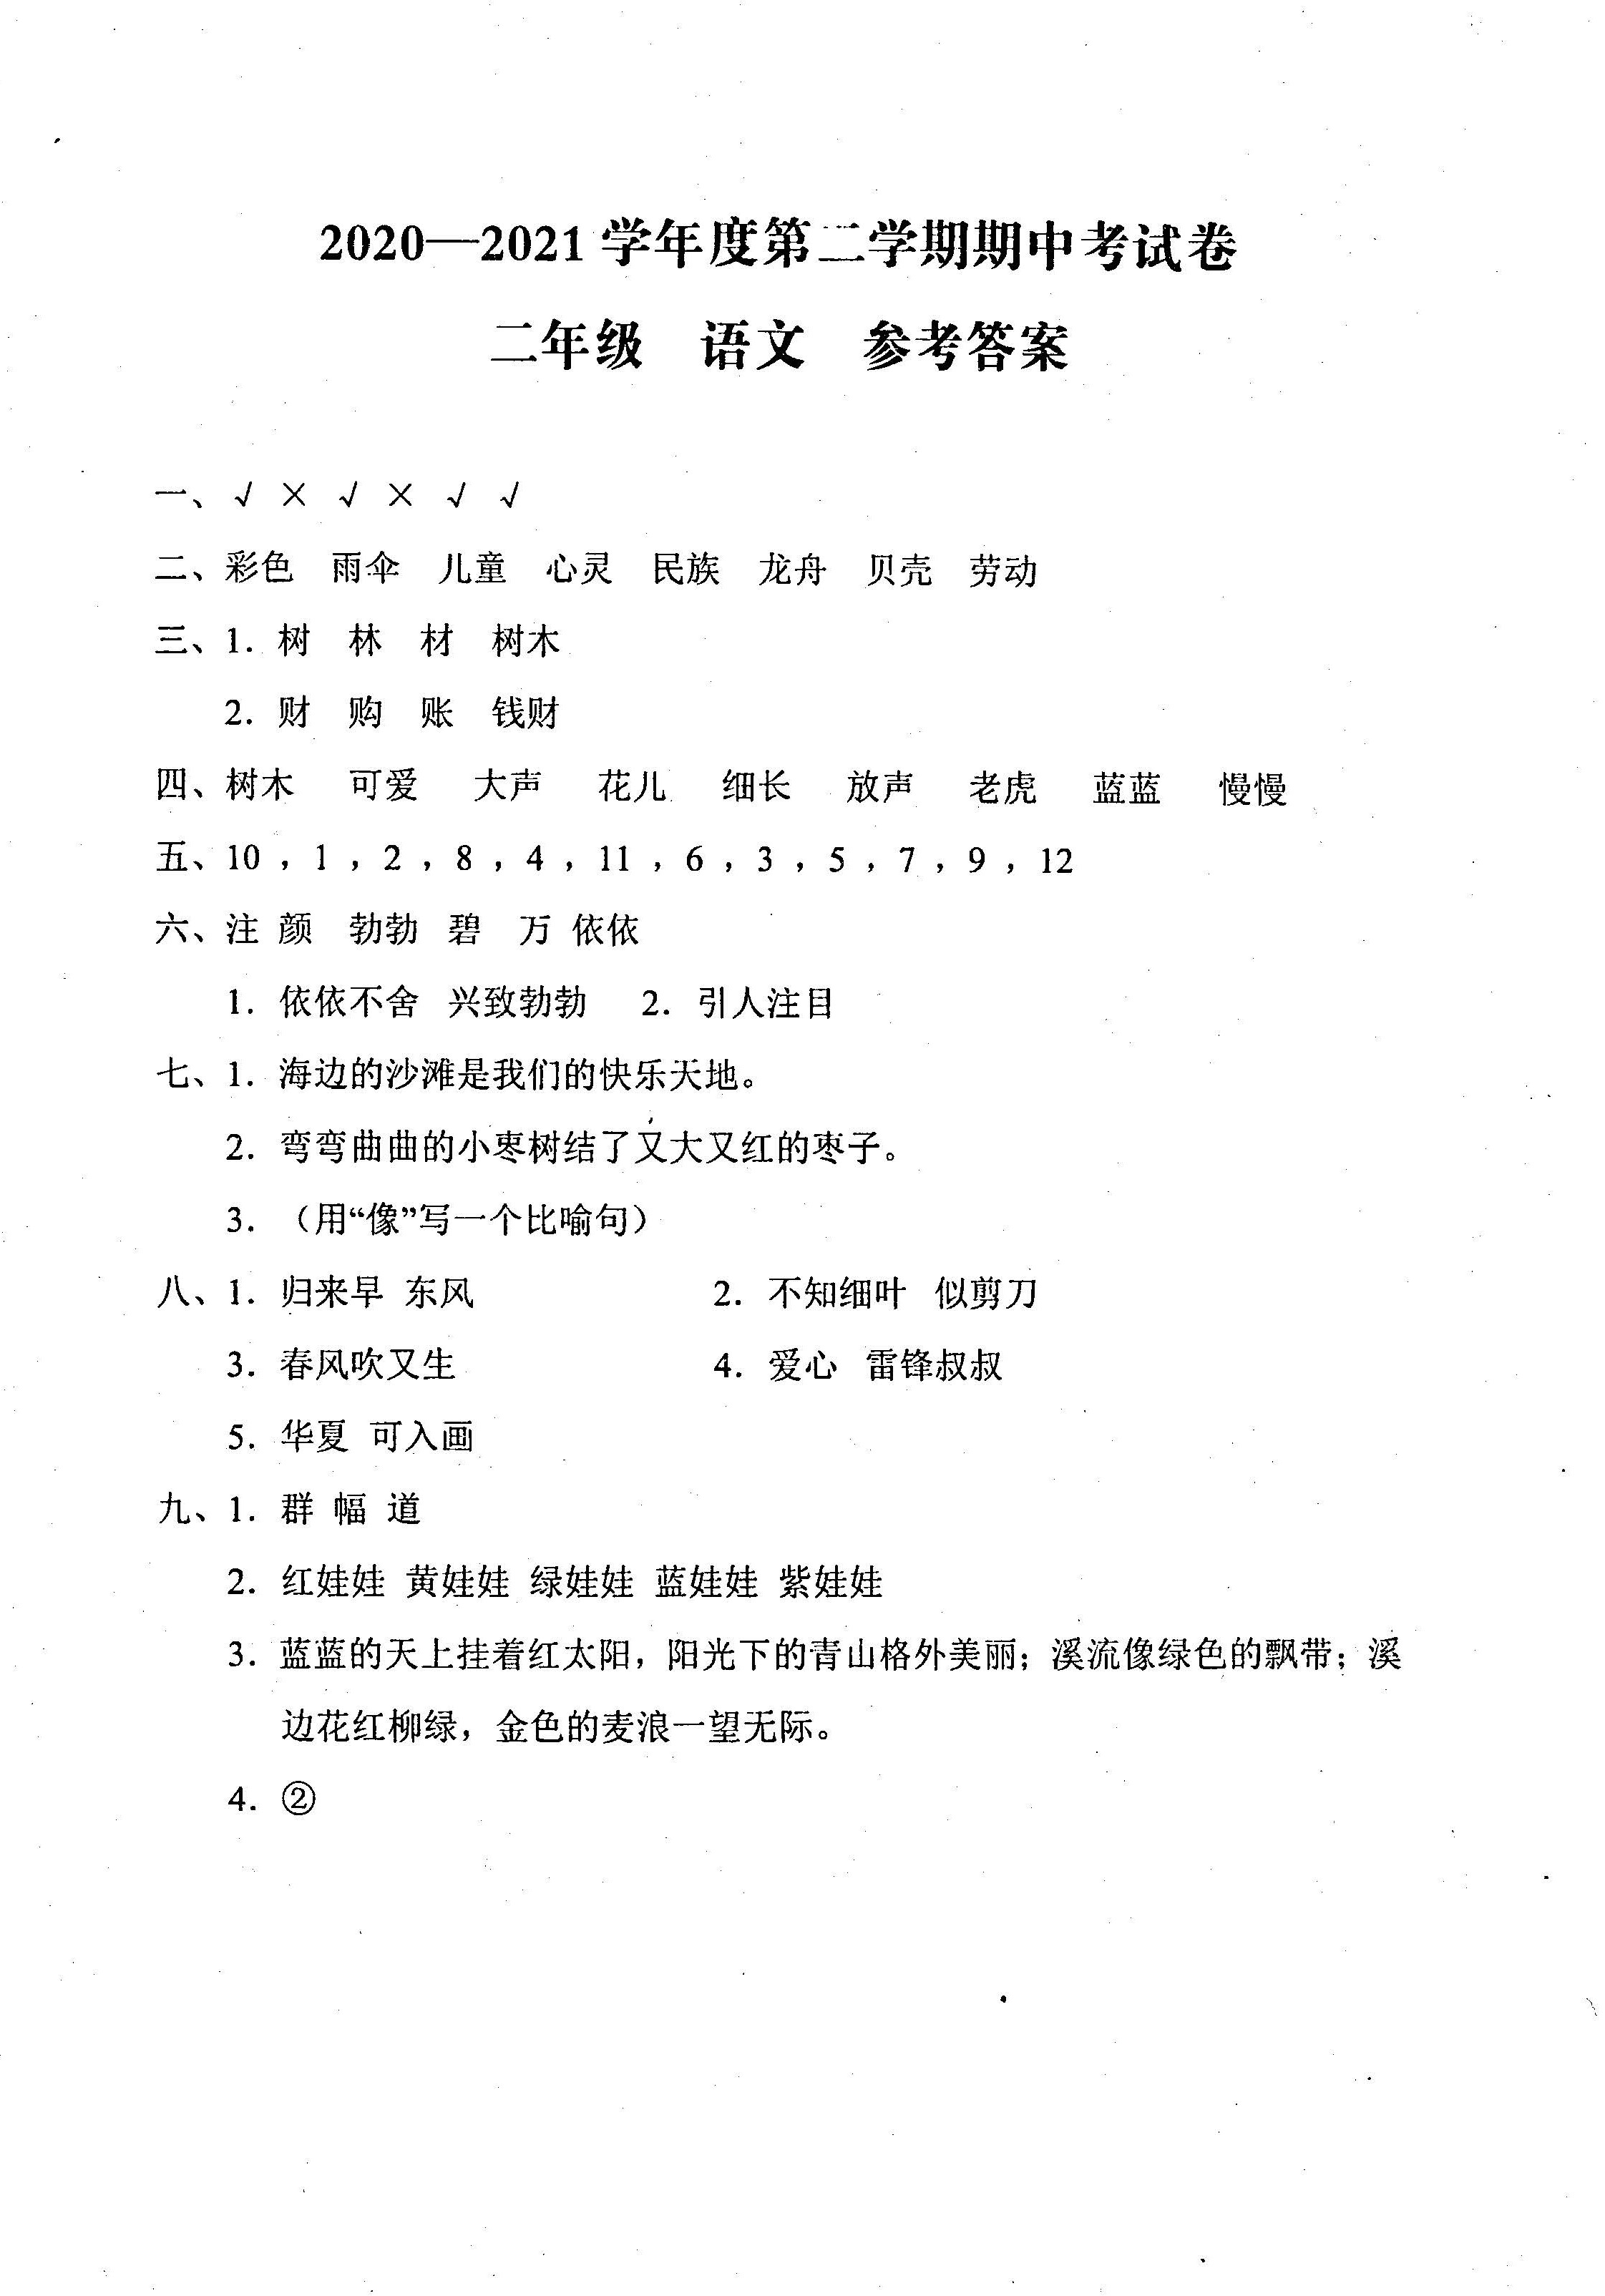 2020—2021 学年度第二学期期中考试卷
二年级 语文 参考答案
一、√ × √ × √ √
二、彩色 雨伞 儿童 心灵 民族 龙舟 贝壳 劳动
三、1. 树 林 材 树木
2. 财 购 账 钱财
四、树木 可爱 大声 花儿 细长 放声 老虎 蓝蓝 慢慢
五、10，1，2，8，4，11，6，3，5，7，9，12
六、注 颜 勃勃 碧 万 依依
1. 依依不舍 兴致勃勃 2. 引人注目
七、1. 海边的沙滩是我们的快乐天地。
2. 弯弯曲曲的小枣树结了又大又红的枣子。
3. （用“像”写一个比喻句）
八、1. 归来早 东风 2. 不知细叶 似剪刀
3. 春风吹又生 4. 爱心 雷锋叔叔
5. 华夏 可入画
九、1. 群 幅 道
2. 红娃娃 黄娃娃 绿娃娃 蓝娃娃 紫娃娃
3. 蓝蓝的天上挂着红太阳，阳光下的青山格外美丽；溪流像绿色的飘带；溪
边花红柳绿，金色的麦浪一望无际。
4. ②